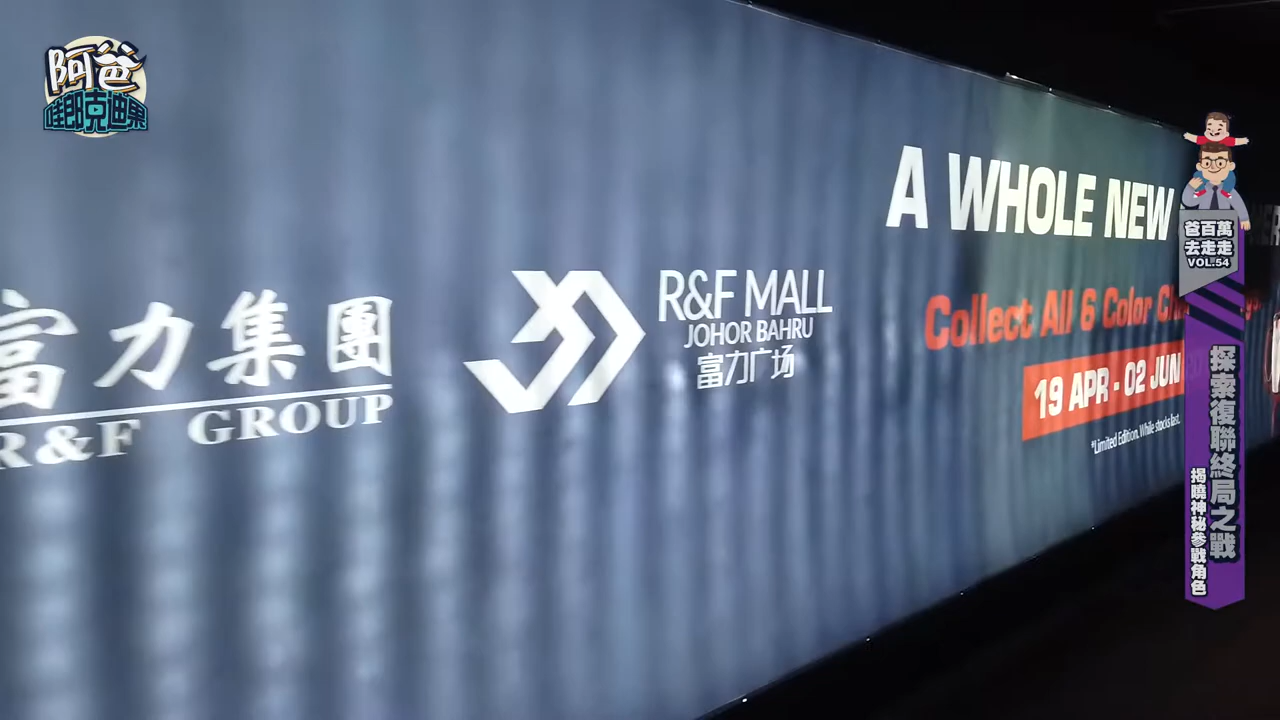 阿爸
哇郎克迪果
富力集團
R&F GROUP
R&F MALL
JOHOR BAHRU
富力广场
A WHOLE NEW
Collect All 6 Color
19 APR - 02 JUN
*Limited Edition. While stocks last.
爸百萬
去走走
VOL.54
探索復聯終局之戰
揭曉神秘參戰角色